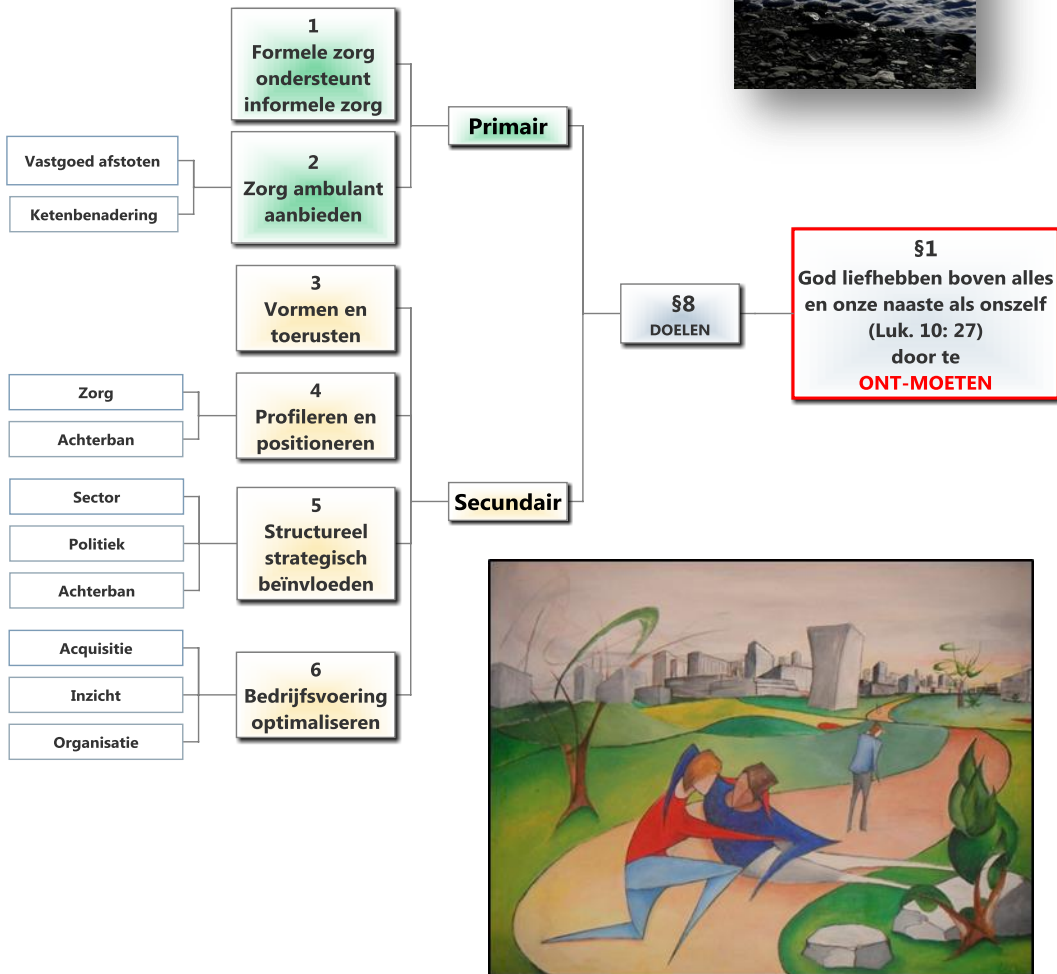 1
Formele zorg
ondersteunt
informele zorg
Primair
Vastgoed afstoten
Ketenbenadering
2
Zorg ambulant
aanbieden
§1
God liefhebben boven alles
en onze naaste als onszelf
(Luk. 10: 27)
door te
ONT-MOETEN
§8
DOELEN
3
Vormen en
toerusten
Zorg
Achterban
4
Profileren en
positioneren
Secundair
Sector
Politiek
Achterban
5
Structureel
strategisch
beïnvloeden
Acquisitie
Inzicht
Organisatie
6
Bedrijfsvoering
optimaliseren